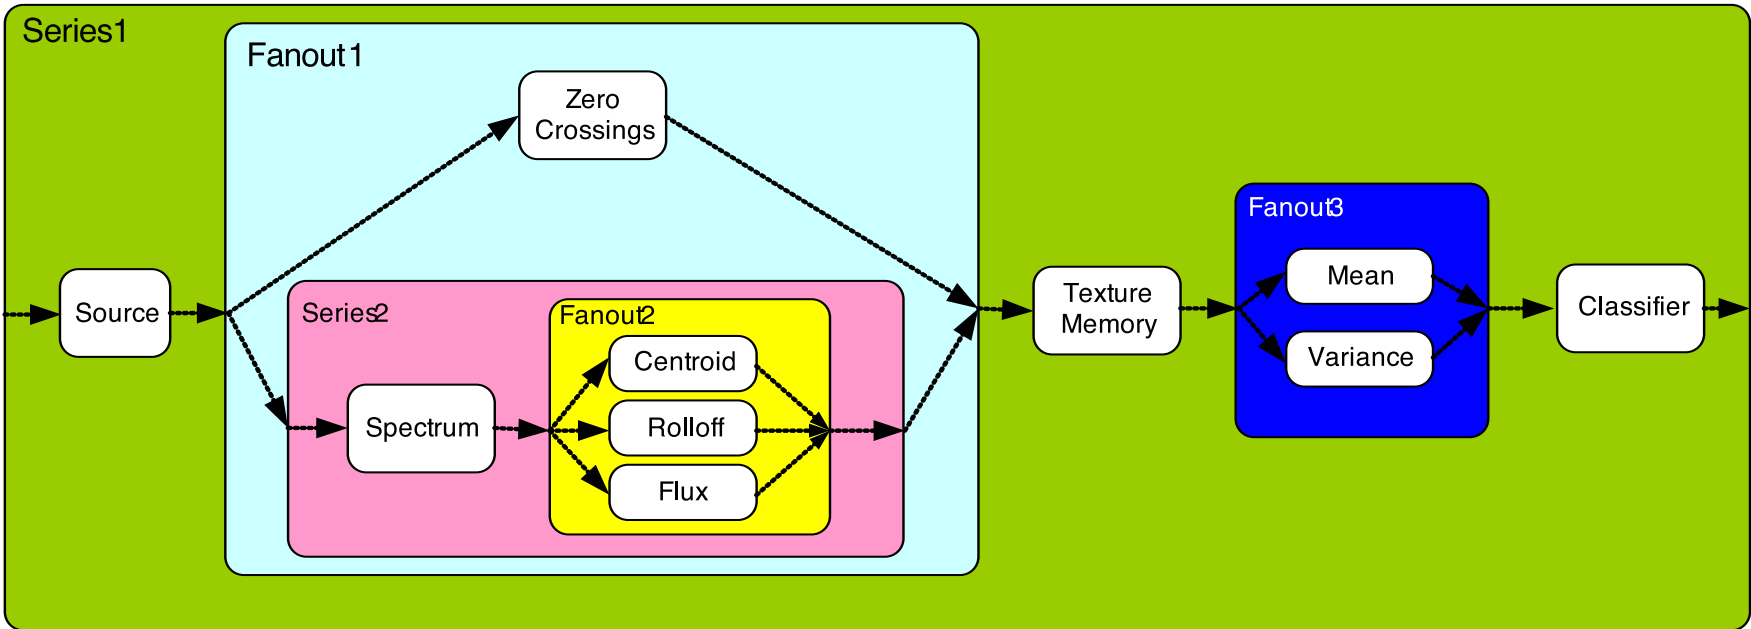 Series1
Fanout1
Zero
Crossings
Source
Series2
Fanout2
Centroid
Spectrum
Rolloff
Flux
Texture
Memory
Fanout3
Mean
Variance
Classifier